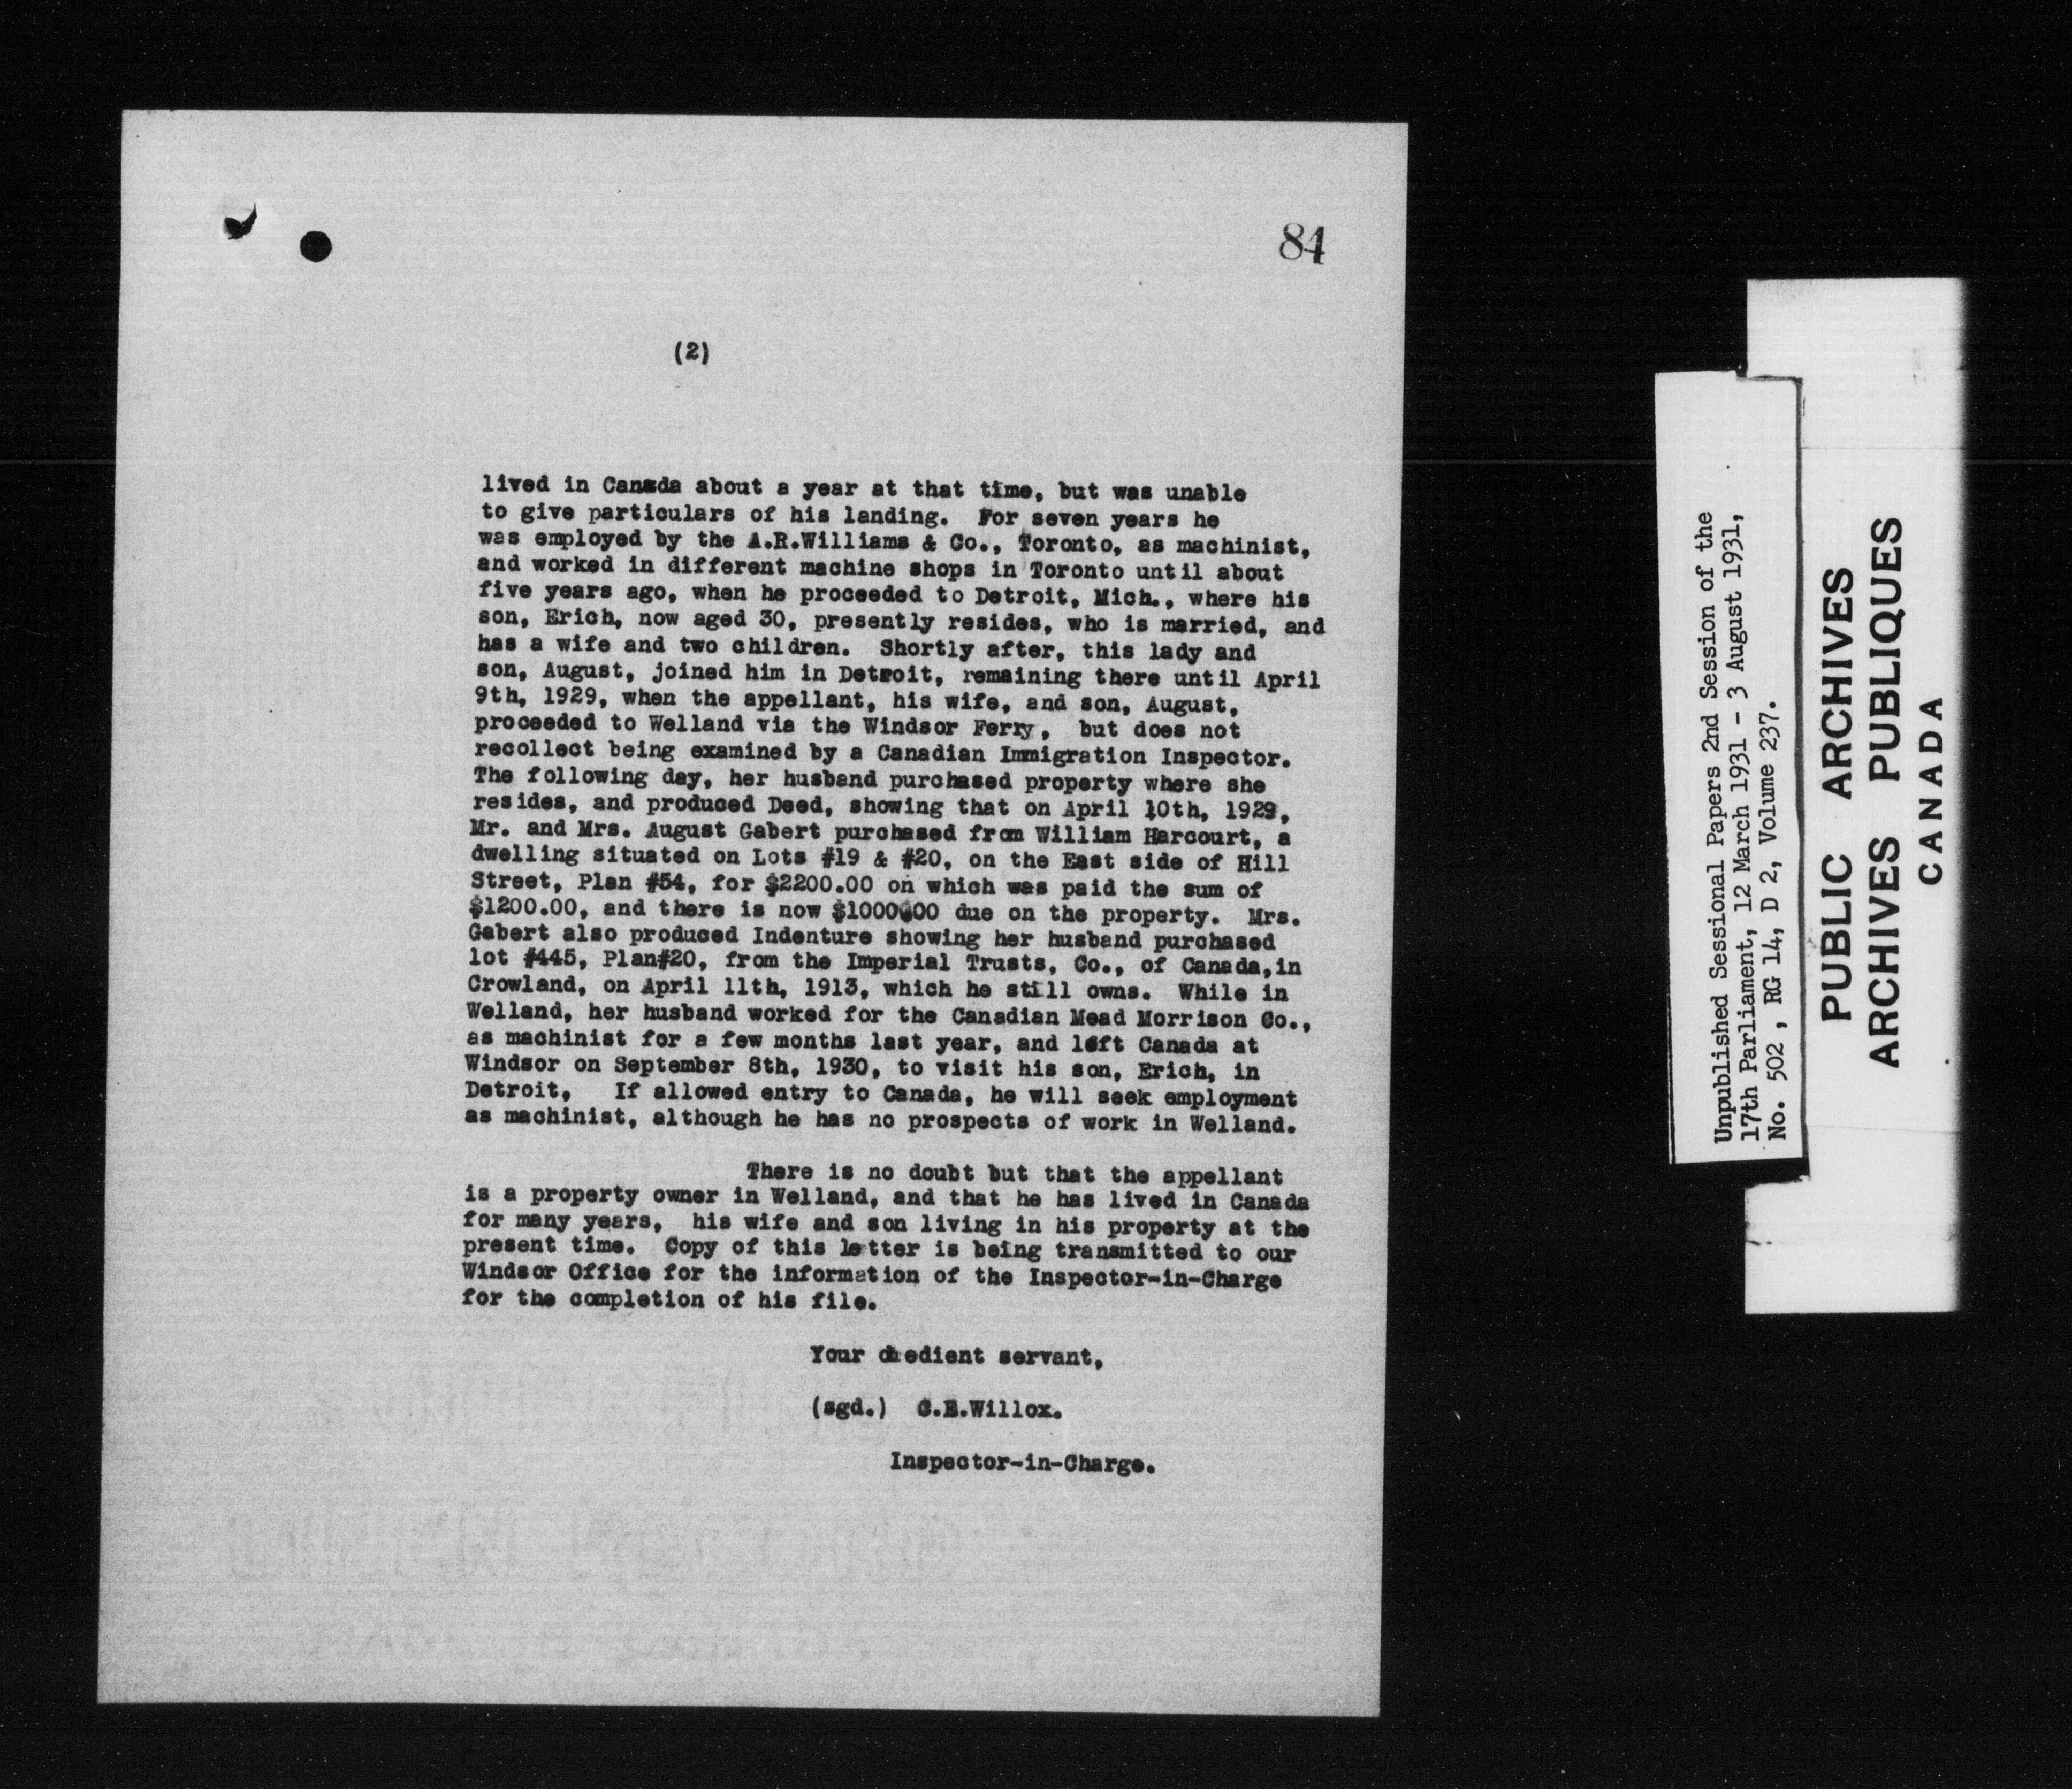 84
(2)
lived in Canada about a year at that time, but was unable
to give particulars of his landing. For seven years he
was employed by the A.R.Williams & Co., Toronto, as machinist,
and worked in different machine shops in Toronto until about
five years ago, when he proceeded to Detroit, Mich., where his
son, Erich, now aged 30, presently resides, who is married, and
has a wife and two children. Shortly after, this lady and
son, August, joined him in Detroit, remaining there until April
9th, 1929, when the appellant, his wife, and son, August,
proceeded to Welland via the Windsor Ferry, but does not
recollect being examined by a Canadian Immigration Inspector.
The following day, her husband purchased property where she
resides, and produced Deed, showing that on April 10th, 1929,
Mr. and Mrs. August Gabert purchased from William Harcourt, a
dwelling situated on Lots #19 & #20, on the East side of Hill
Street, Plan #54, for $2200.00 on which was paid the sum of
$1200.00, and there is now $1000.00 due on the property. Mrs.
Gabert also produced Indenture showing her husband purchased
lot #445, Plan#20, from the Imperial Trusts, Co., of Canada,in
Crowland, on April 11th, 1913, which he still owns. While in
Welland, her husband worked for the Canadian Mead Morrison Co.,
as machinist for a few months last year, and left Canada at
Windsor on September 8th, 1930, to visit his son, Erich, in
Detroit. If allowed entry to Canada, he will seek employment
as machinist, although he has no prospects of work in Welland.
There is no doubt but that the appellant
is a property owner in Welland, and that he has lived in Canada
for many years, his wife and son living in his property at the
present time. Copy of this letter is being transmitted to our
Windsor Office for the information of the Inspector-in-Charge
for the completion of his file.
Your obedient servant,
(sgd.) C.E.Willox.
Inspector-in-Charge.
Unpublished Sessional Papers 2nd Session of the
17th Parliament, 12 March 1931 - 3 August 1931,
No. 502 , RG 14, D 2, Volume 237.
PUBLIC ARCHIVES
ARCHIVES PUBLIQUES
CANADA